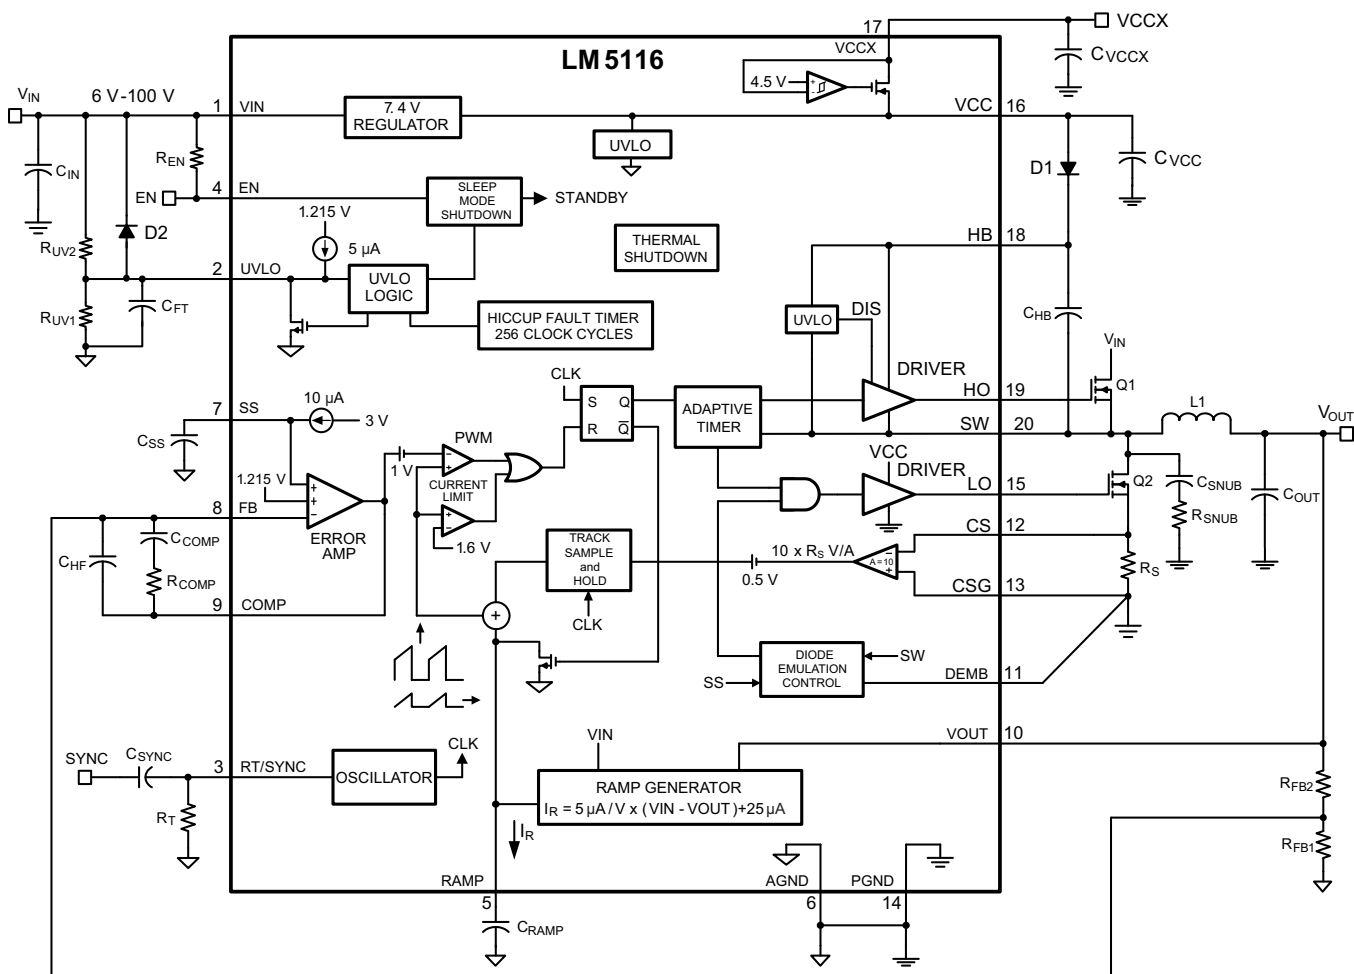 LM5116
VCCX
17
VCCX
CVCCX
4.5 V
+
-
VIN
6 V-100 V
1
VIN
7.4 V
REGULATOR
VCC
16
UVLO
CVCC
D1
CIN
REN
EN
4
EN
SLEEP
MODE
SHUTDOWN
STANDBY
1.215 V
5 µA
D2
RUV2
2
UVLO
UVLO
LOGIC
THERMAL
SHUTDOWN
HB
18
RUV1
CFT
HICCUP FAULT TIMER
256 CLOCK CYCLES
UVLO
DIS
CHB
VIN
CLK
DRIVER
S
Q
R
Q
ADAPTIVE
TIMER
HO
19
Q1
7
SS
10 µA
3 V
CSS
L1
VOUT
SW
20
PWM
1 V
-
+
CURRENT
LIMIT
+
-
1.6 V
VCC
DRIVER
LO
15
Q2
CSNUB
RSNUB
COUT
1.215 V
8
FB
+
+
-
ERROR
AMP
CHF
CCOMP
RCOMP
9
COMP
TRACK
SAMPLE
and
HOLD
CLK
10 x RS V/A
0.5 V
A=10
-
+
CS
12
RS
CSG
13
+
DIODE
EMULATION
CONTROL
SW
SS
DEMB
11
VOUT
10
SYNC
CSYNC
3
RT/SYNC
OSCILLATOR
CLK
RT
VIN
RAMP GENERATOR
IR = 5 µA / V x ( VIN - VOUT )+25 µA
IR
RFB2
RFB1
RAMP
5
CRAMP
AGND
6
PGND
14